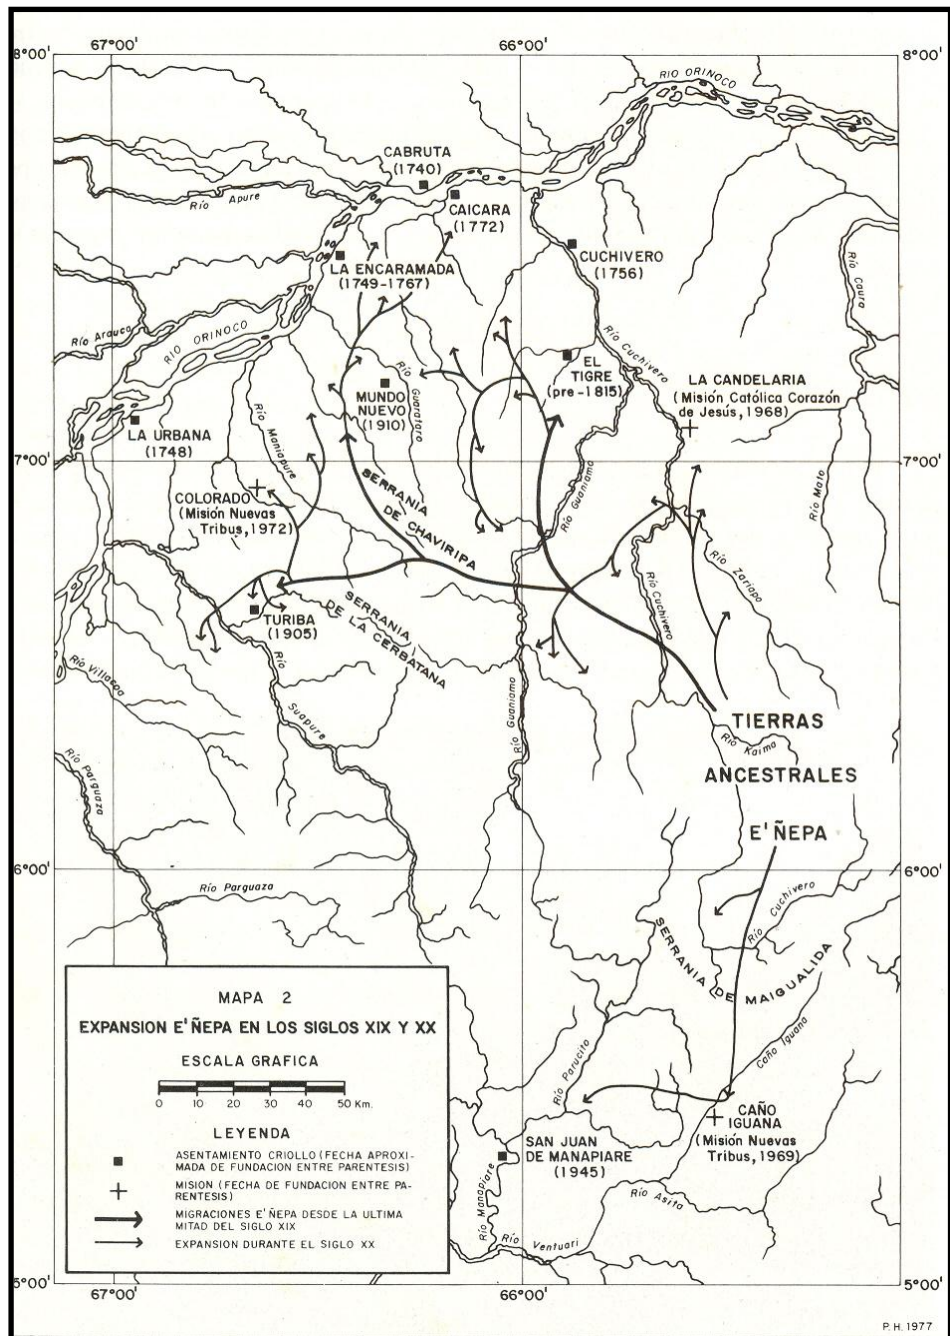 67°00'
66°00'
8°00'
8°00'
RIO ORINOCO
CABRUTA
(1740)
Río Apure
CAICARA
(1772)
CUCHIVERO
(1756)
LA ENCARAMADA
(1749-1767)
Río Caura
Río Arauca
RIO ORINOCO
Río Cuchivero
EL
TIGRE
(pre-1815)
LA CANDELARIA
(Misión Católica Corazón
de Jesús, 1968)
MUNDO
NUEVO
(1910)
Río Guarataro
Río Maniapure
LA URBANA
(1748)
7°00'
7°00'
COLORADO
(Misión Nuevas
Tribus, 1972)
SERRANIA
DE CHAVIRIPA
Río Guaniamo
Río Mato
Río Zariapo
Río Cuchivero
SERRANIA
DE LA CERBATANA
TURIBA
(1905)
Río
Suapure
Río Villacoa
Río Guaniamo
TIERRAS
Río Kaima
ANCESTRALES
E'ÑEPA
Río Parguaza
6°00'
6°00'
Río Parguaza
Río Cuchivero
SERRANIA DE MAIGUALIDA
Caño Iguana
Río Parucito
CAÑO
IGUANA
(Misión Nuevas
Tribus, 1969)
SAN JUAN
DE MANAPIARE
(1945)
Río Manapiare
Río Asita
Río Ventuari
MAPA 2
EXPANSION E'ÑEPA EN LOS SIGLOS XIX Y XX
ESCALA GRAFICA
0 10 20 30 40 50 Km.
LEYENDA
ASENTAMIENTO CRIOLLO (FECHA APROXI-
MADA DE FUNDACION ENTRE PARENTESIS)
MISION (FECHA DE FUNDACION ENTRE PA-
RENTESIS)
MIGRACIONES E'ÑEPA DESDE LA ULTIMA
MITAD DEL SIGLO XIX
EXPANSION DURANTE EL SIGLO XX
5°00'
5°00'
67°00'
66°00'
P. H. 1977